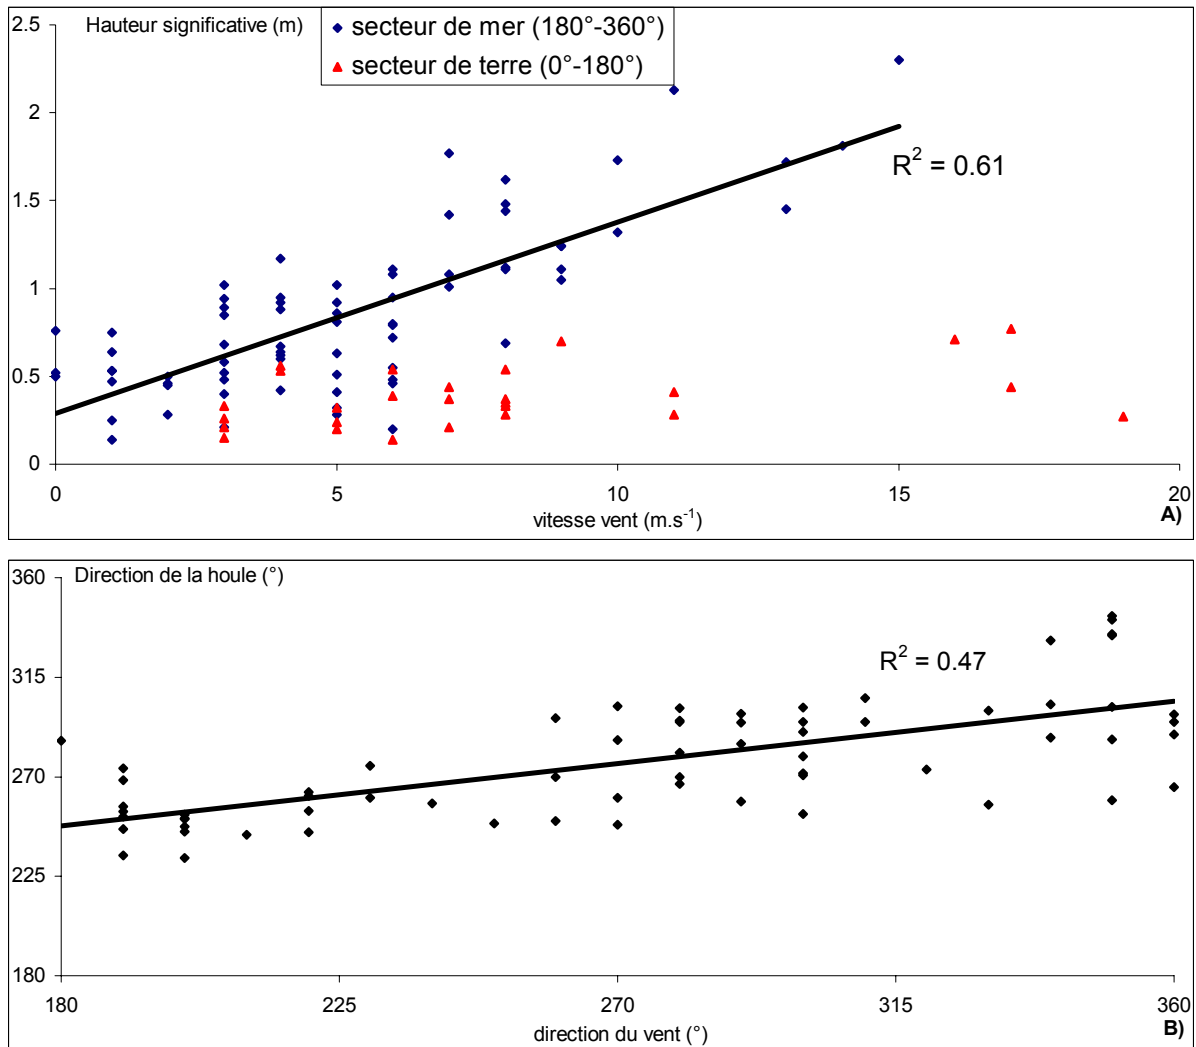 2.5
Hauteur significative (m)
secteur de mer (180°-360°)
secteur de terre (0°-180°)
2
R² = 0.61
1.5
1
0.5
0
0 5 10 15 20
vitesse vent (m.s⁻¹)
A)
360
Direction de la houle (°)
R² = 0.47
315
270
225
180
180 225 270 315 360
direction du vent (°)
B)